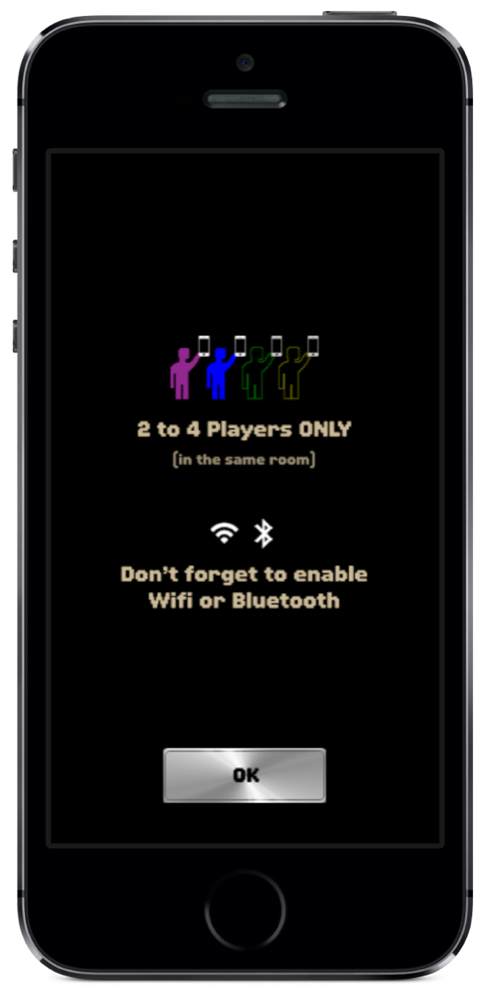 2 to 4 Players ONLY
(in the same room)
Don't forget to enable
Wifi or Bluetooth
OK